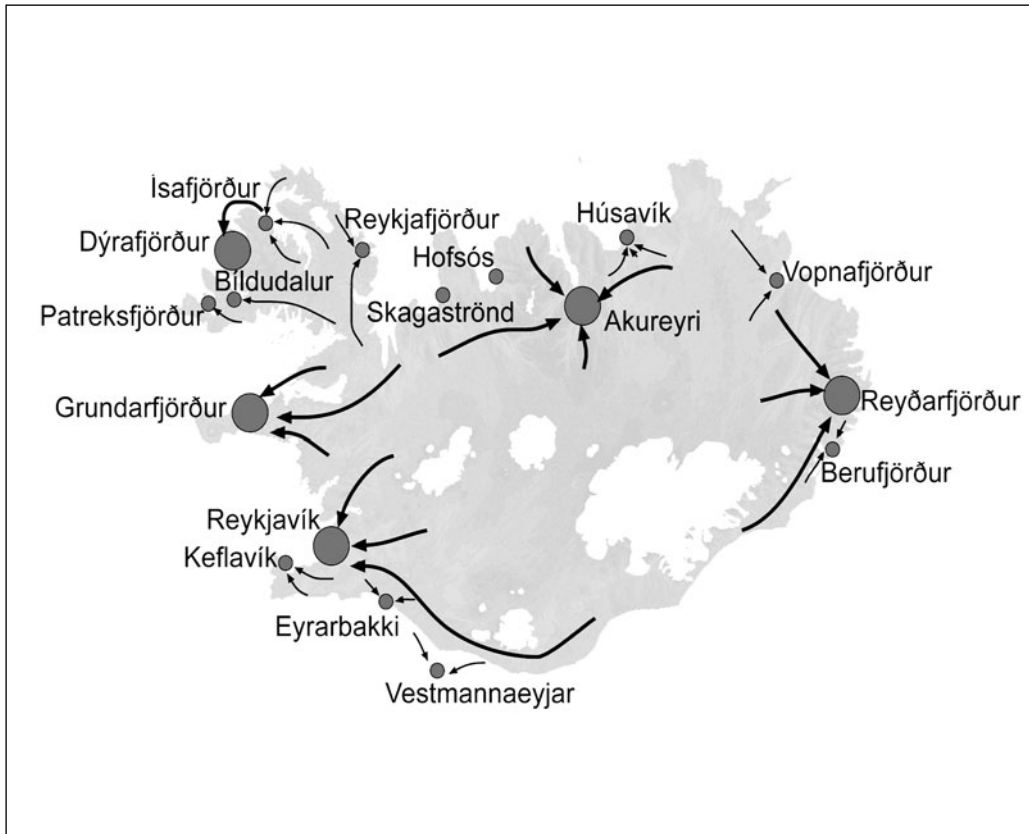 Ísafjörður
Dýrafjörður
Reykjafjörður
Húsavík
Hofsós
Vopnafjörður
Bíldudalur
Patreksfjörður
Skagaströnd
Akureyri
Grundarfjörður
Reyðarfjörður
Berufjörður
Reykjavík
Keflavík
Eyrarbakki
Vestmannaeyjar